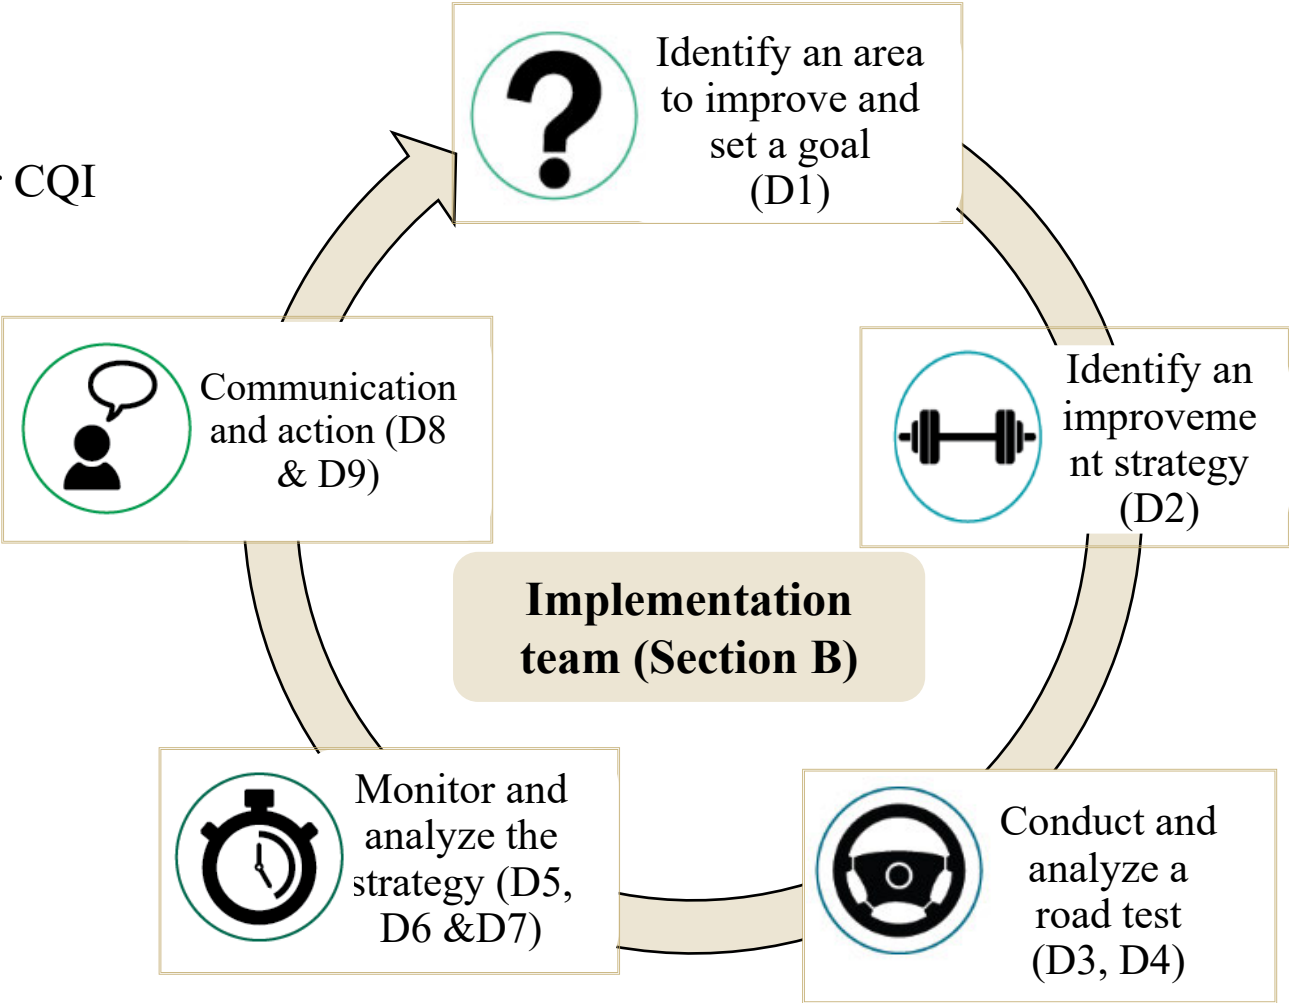 Identify an area
to improve and
set a goal
(D1)
CQI
Identify an
improveme
nt strategy
(D2)
Communication
and action (D8
& D9)
Implementation
team (Section B)
Monitor and
analyze the
strategy (D5,
D6 &D7)
Conduct and
analyze a
road test
(D3, D4)